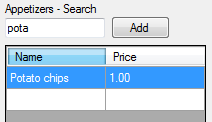 Appetizers - Search
pota Add
Name Price
Potato chips 1.00